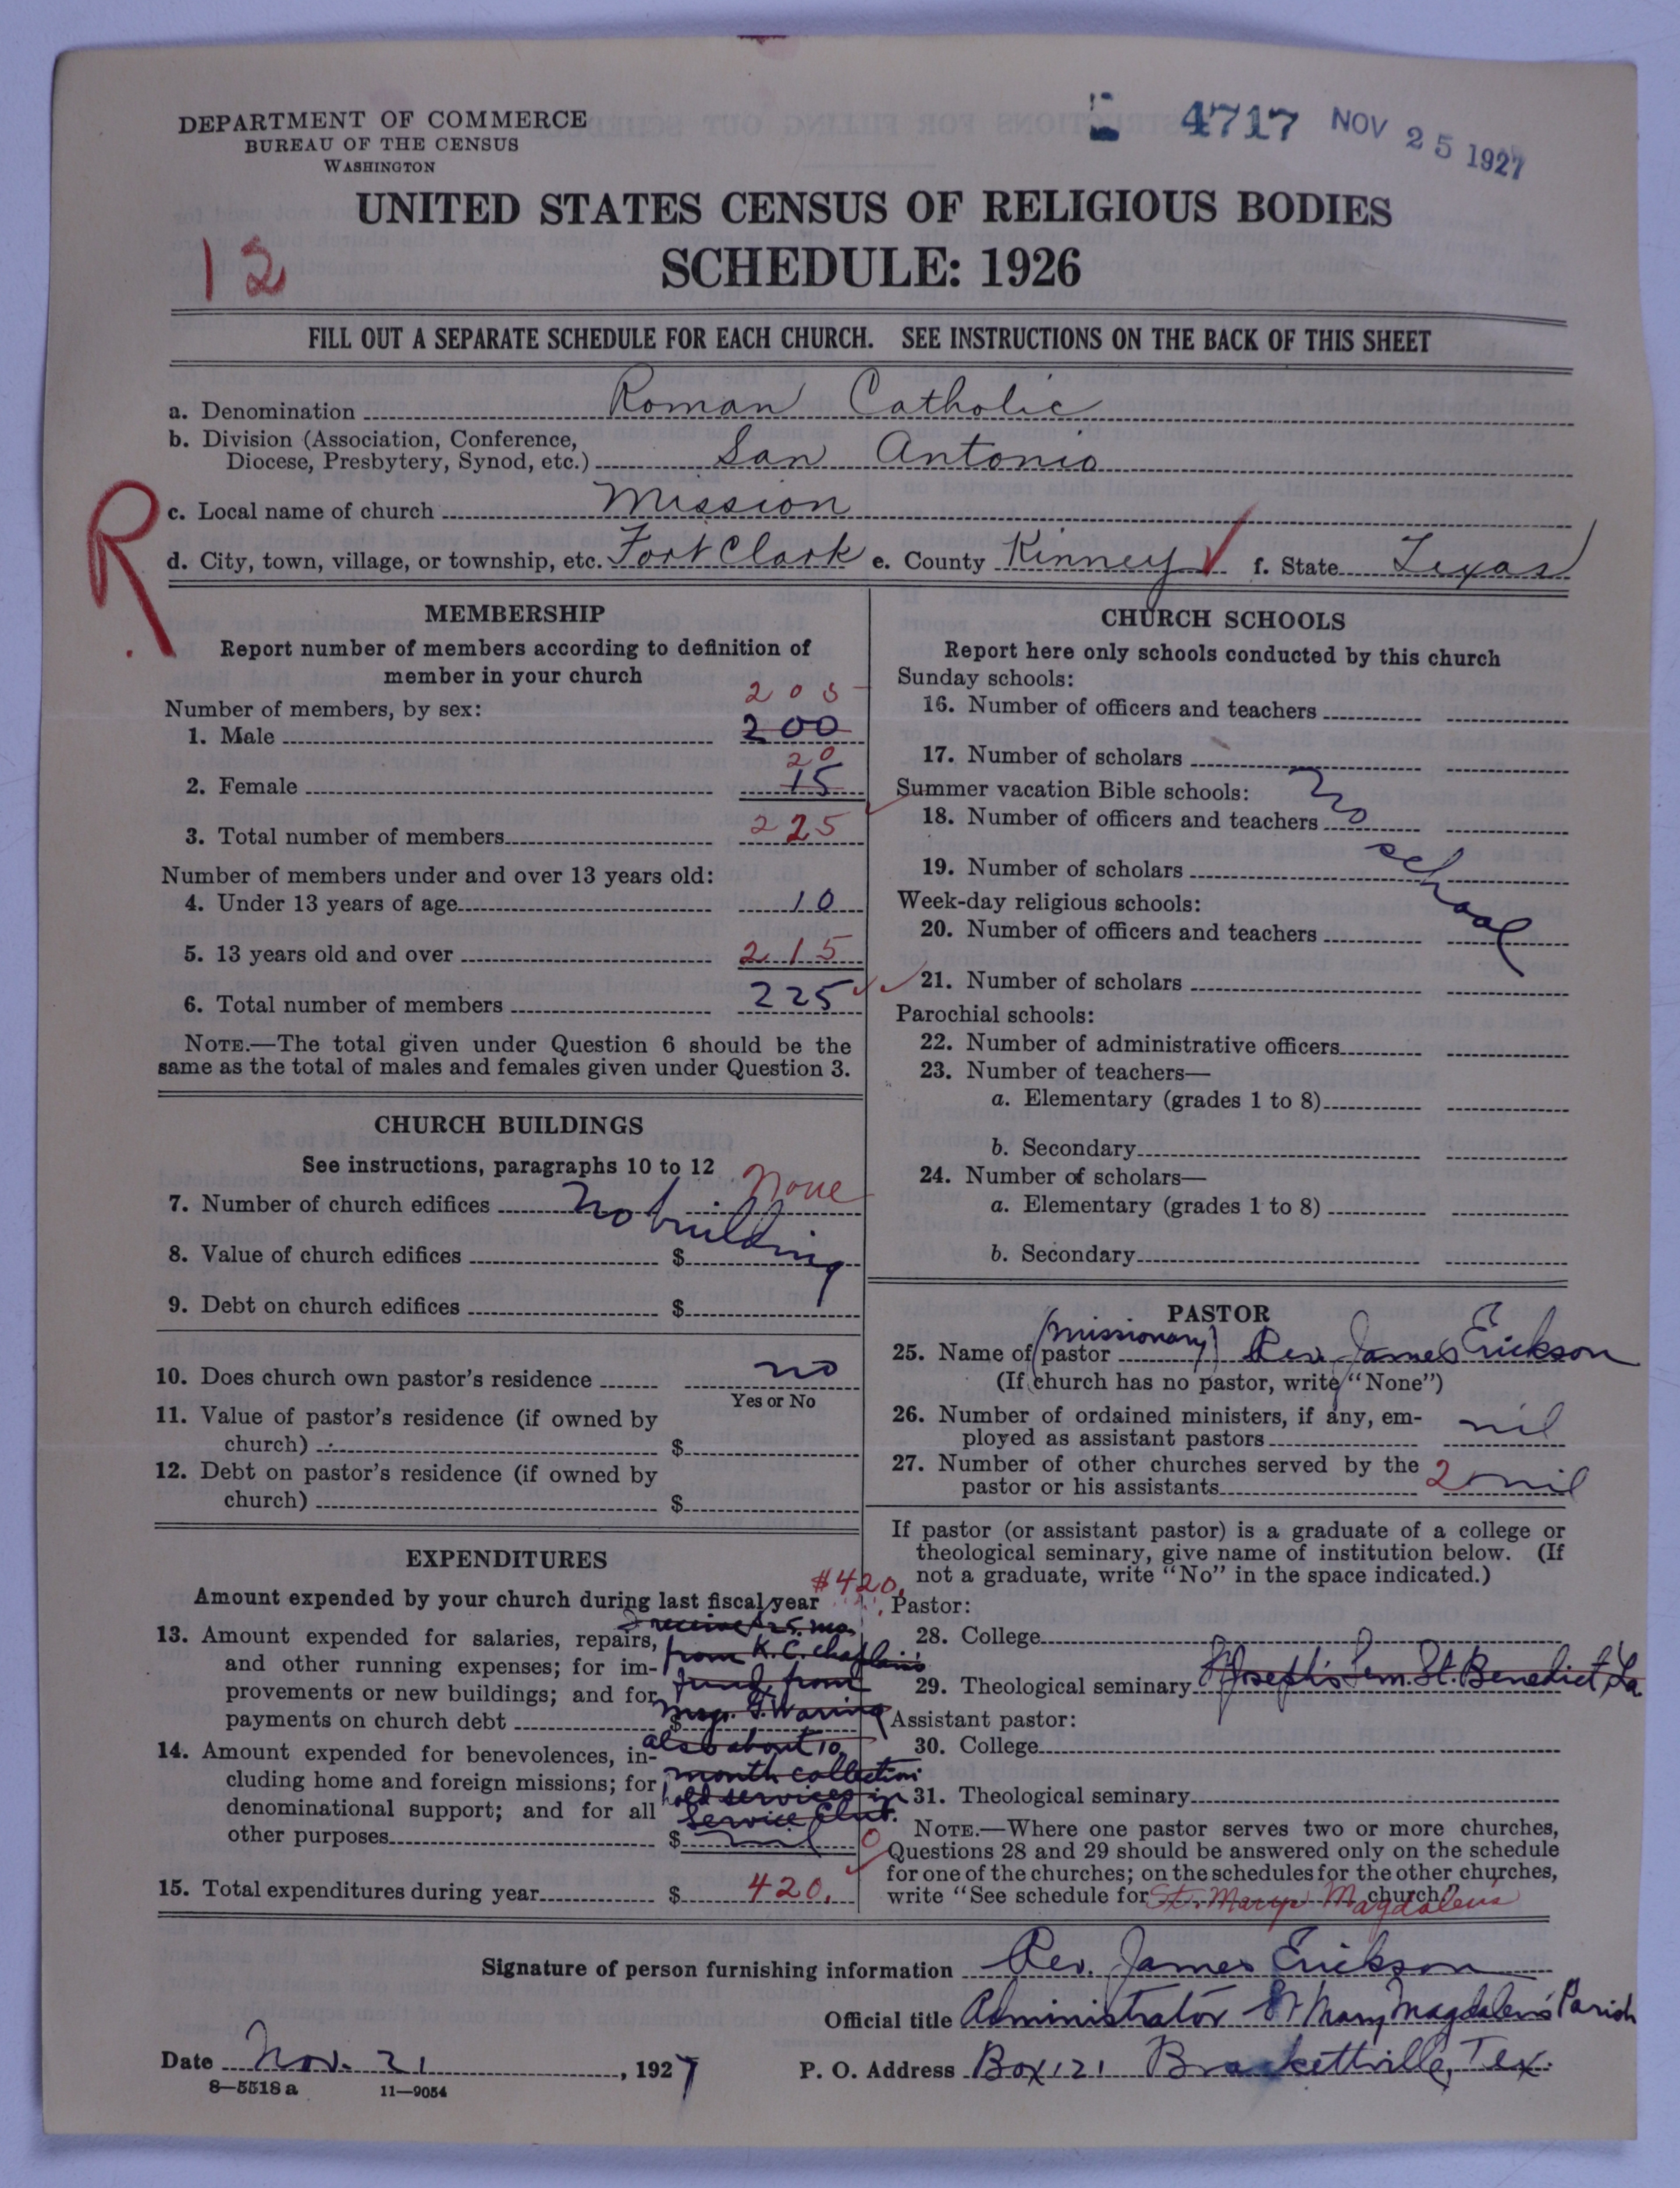 DEPARTMENT OF COMMERCE
BUREAU OF THE CENSUS
WASHINGTON
4717 NOV 25 1927
UNITED STATES CENSUS OF RELIGIOUS BODIES
SCHEDULE: 1926
12
FILL OUT A SEPARATE SCHEDULE FOR EACH CHURCH. SEE INSTRUCTIONS ON THE BACK OF THIS SHEET
a. Denomination Roman Catholic
b. Division (Association, Conference,
Diocese, Presbytery, Synod, etc.) San Antonio
R
c. Local name of church Mission
d. City, town, village, or township, etc. Fort Clark e. County Kinney f. State Texas
MEMBERSHIP
Report number of members according to definition of
member in your church
Number of members, by sex:
205
1. Male 200
20
2. Female 15
3. Total number of members 225
Number of members under and over 13 years old:
4. Under 13 years of age 10
5. 13 years old and over 215
6. Total number of members 225
NOTE.—The total given under Question 6 should be the
same as the total of males and females given under Question 3.
CHURCH BUILDINGS
See instructions, paragraphs 10 to 12
none
7. Number of church edifices No building
8. Value of church edifices $
9. Debt on church edifices $
10. Does church own pastor's residence no
Yes or No
11. Value of pastor's residence (if owned by
church) $
12. Debt on pastor's residence (if owned by
church) $
EXPENDITURES
Amount expended by your church during last fiscal year
$420.
13. Amount expended for salaries, repairs,
and other running expenses; for im-
provements or new buildings; and for
payments on church debt $
I receive 25 mo.
from K.C. chaplains
fund, from
Msgr. G. Waring
14. Amount expended for benevolences, in-
cluding home and foreign missions; for
denominational support; and for all
other purposes $ nil 0
also about 10
month collection
hold services in
Service Club.
15. Total expenditures during year $ 420.
CHURCH SCHOOLS
Report here only schools conducted by this church
Sunday schools:
16. Number of officers and teachers
17. Number of scholars
Summer vacation Bible schools:
18. Number of officers and teachers
No school
19. Number of scholars
Week-day religious schools:
20. Number of officers and teachers
21. Number of scholars
Parochial schools:
22. Number of administrative officers
23. Number of teachers—
a. Elementary (grades 1 to 8)
b. Secondary
24. Number of scholars—
a. Elementary (grades 1 to 8)
b. Secondary
PASTOR
(missionary)
25. Name of pastor Rev. James Erickson
(If church has no pastor, write "None")
26. Number of ordained ministers, if any, em-
ployed as assistant pastors nil
27. Number of other churches served by the
pastor or his assistants 2 nil
If pastor (or assistant pastor) is a graduate of a college or
theological seminary, give name of institution below. (If
not a graduate, write "No" in the space indicated.)
Pastor:
28. College
29. Theological seminary St Joseph's Sem. St. Benedict, La
Assistant pastor:
30. College
31. Theological seminary
NOTE.—Where one pastor serves two or more churches,
Questions 28 and 29 should be answered only on the schedule
for one of the churches; on the schedules for the other churches,
write "See schedule for St. Mary Magdalen's church."
Signature of person furnishing information Rev. James Erickson
Official title Administrator St Mary Magdalen's Parish
Date Nov. 21, 1927 P. O. Address Box 121 Brackettville, Tex.
8—5518 a 11—9054